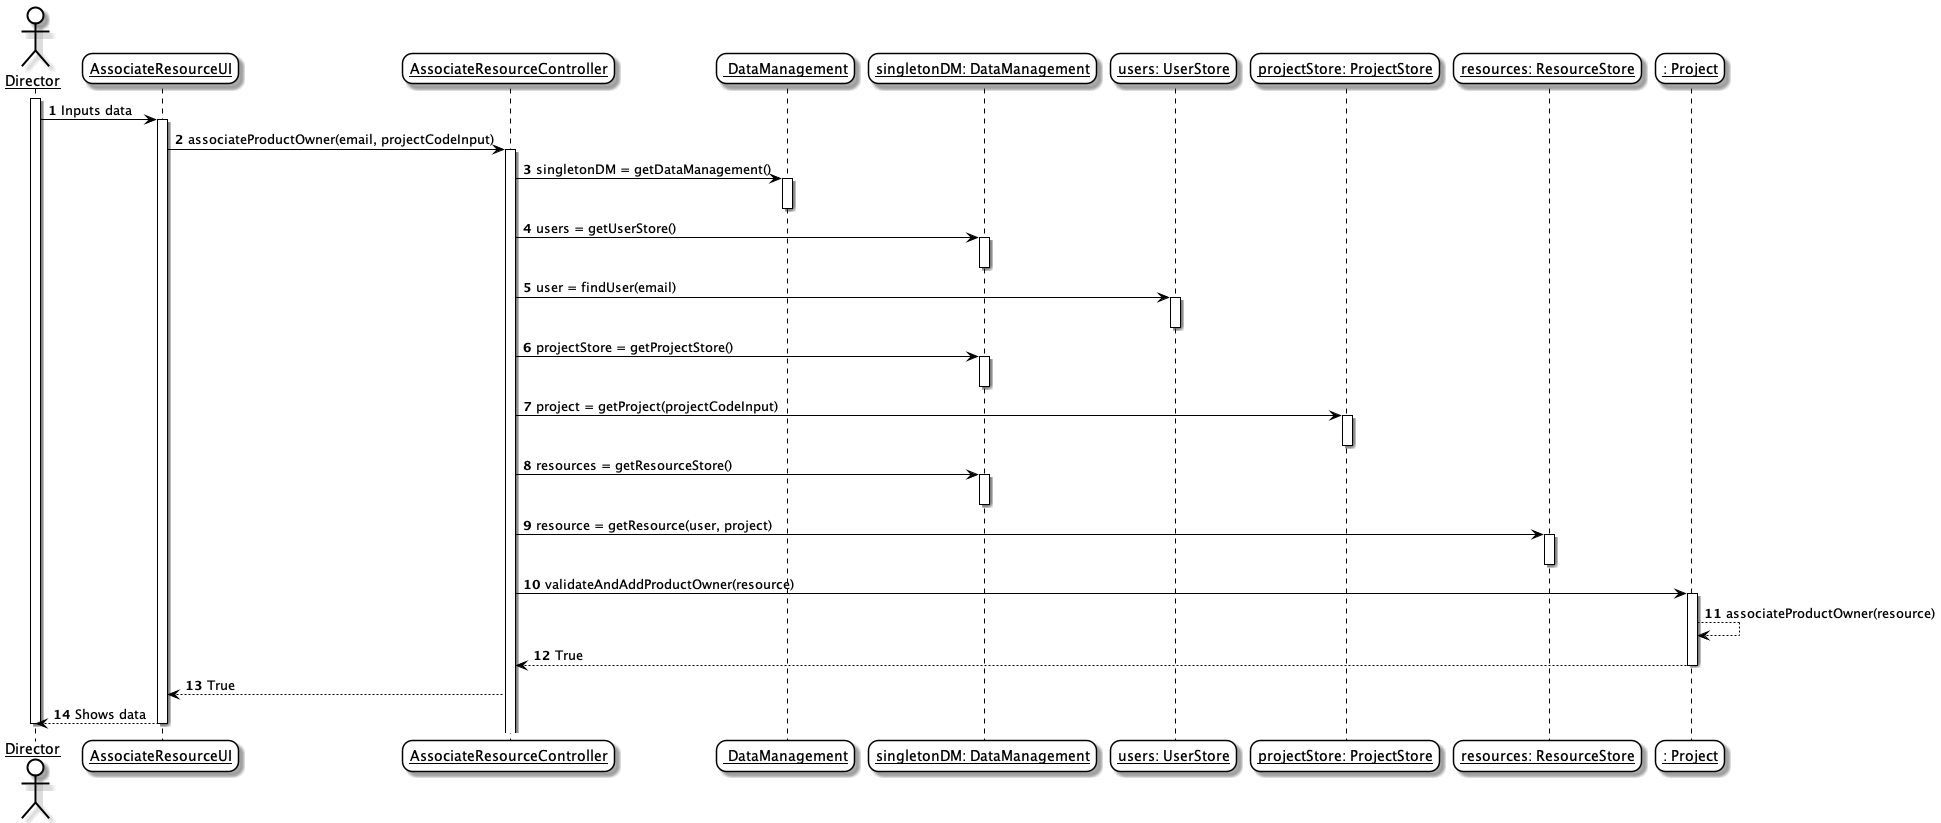 Director
AssociateResourceUI
AssociateResourceController
DataManagement
singletonDM: DataManagement
users: UserStore
projectStore: ProjectStore
resources: ResourceStore
: Project
1 Inputs data
2 associateProductOwner(email, projectCodeInput)
3 singletonDM = getDataManagement()
4 users = getUserStore()
5 user = findUser(email)
6 projectStore = getProjectStore()
7 project = getProject(projectCodeInput)
8 resources = getResourceStore()
9 resource = getResource(user, project)
10 validateAndAddProductOwner(resource)
11 associateProductOwner(resource)
12 True
13 True
14 Shows data
Director
AssociateResourceUI
AssociateResourceController
DataManagement
singletonDM: DataManagement
users: UserStore
projectStore: ProjectStore
resources: ResourceStore
: Project